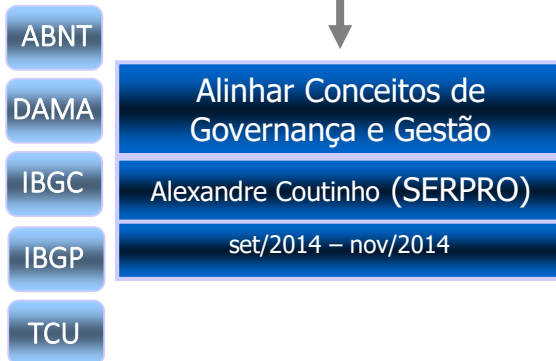 ABNT
DAMA
IBGC
IBGP
TCU
Alinhar Conceitos de
Governança e Gestão
Alexandre Coutinho (SERPRO)
set/2014 – nov/2014